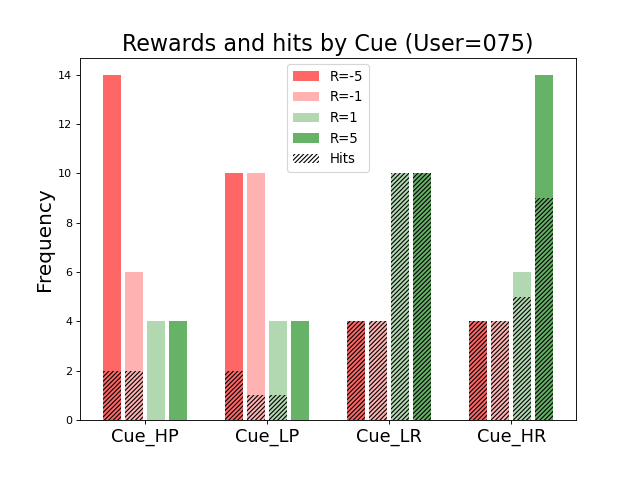 Rewards and hits by Cue (User=075)
R=-5
R=-1
R=1
R=5
Hits
Frequency
14
12
10
8
6
4
2
0
Cue_HP
Cue_LP
Cue_LR
Cue_HR